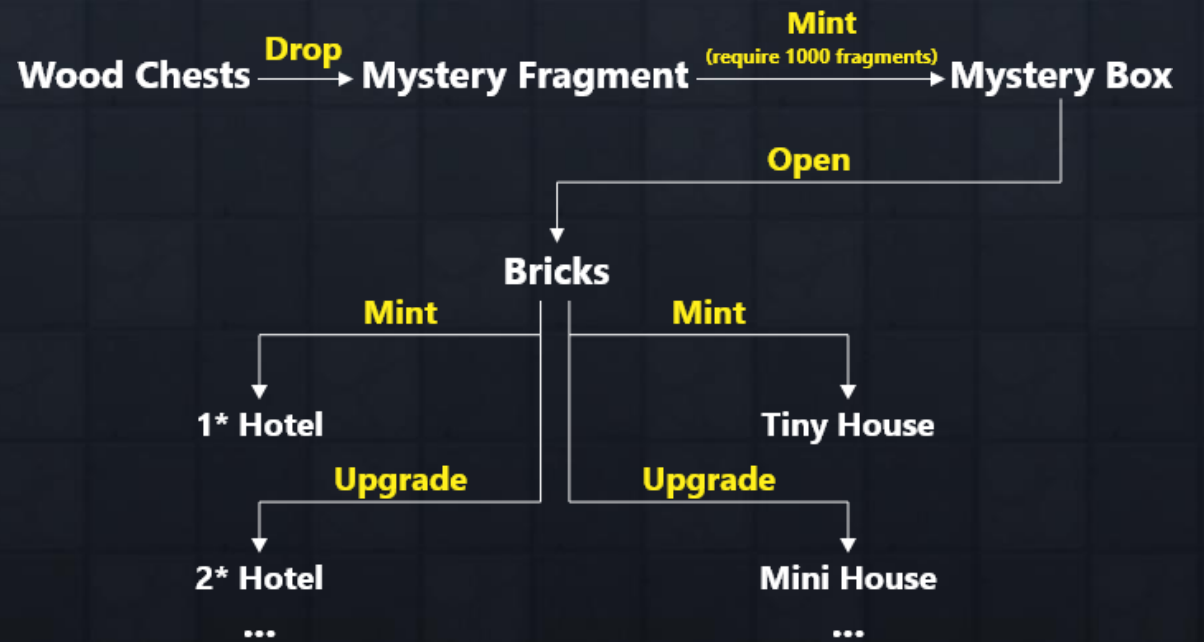 Wood Chests
Drop
Mystery Fragment
Mint
(require 1000 fragments)
Mystery Box
Open
Bricks
Mint
Mint
1* Hotel
Tiny House
Upgrade
Upgrade
2* Hotel
Mini House
...
...